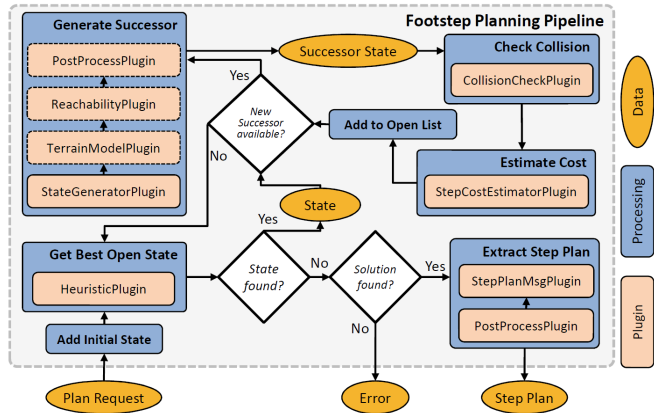 Footstep Planning Pipeline
Generate Successor
PostProcessPlugin
ReachabilityPlugin
TerrainModelPlugin
StateGeneratorPlugin
Successor State
Check Collision
CollisionCheckPlugin
Yes
New
Successor
available?
No
Add to Open List
Estimate Cost
StepCostEstimatorPlugin
State
Yes
Get Best Open State
HeuristicPlugin
State
found?
No
Solution
found?
Yes
No
Extract Step Plan
StepPlanMsgPlugin
PostProcessPlugin
Add Initial State
Plan Request
Error
Step Plan
Data
Processing
Plugin